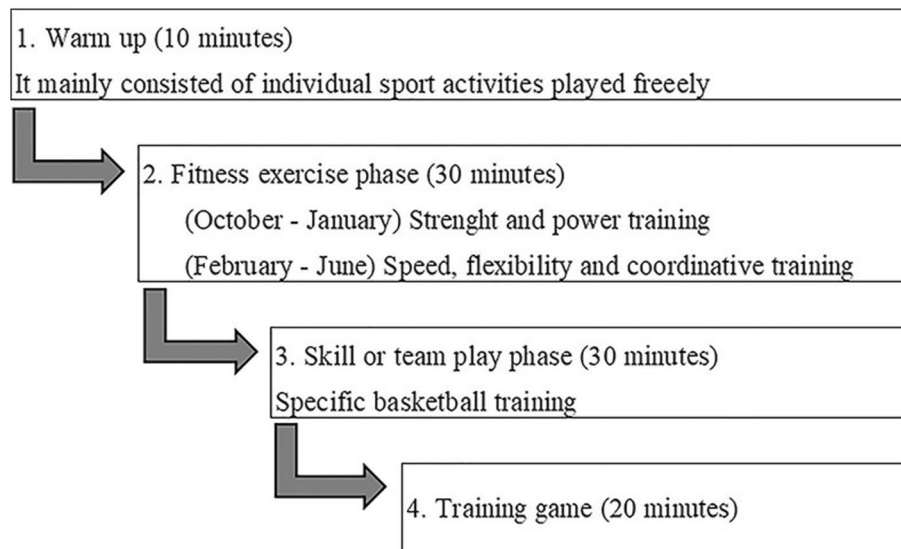 1. Warm up (10 minutes)
It mainly consisted of individual sport activities played freeely
2. Fitness exercise phase (30 minutes)
(October - January) Strenght and power training
(February - June) Speed, flexibility and coordinative training
3. Skill or team play phase (30 minutes)
Specific basketball training
4. Training game (20 minutes)